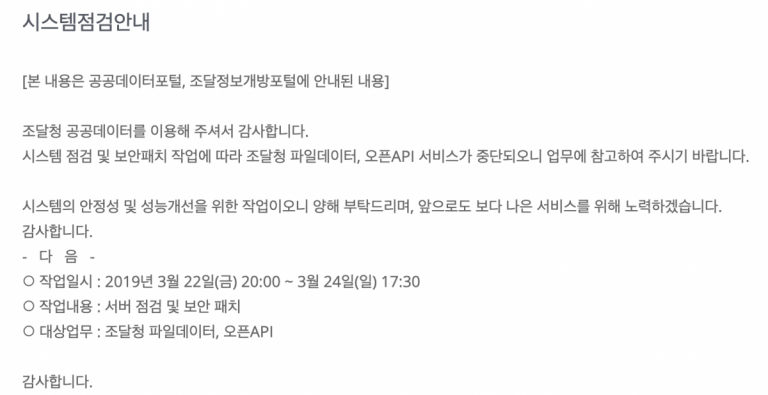 시스템점검안내
[본 내용은 공공데이터포털, 조달정보개방포털에 안내된 내용]
조달청 공공데이터를 이용해 주셔서 감사합니다.
시스템 점검 및 보안패치 작업에 따라 조달청 파일데이터, 오픈API 서비스가 중단되오니 업무에 참고하여 주시기 바랍니다.
시스템의 안정성 및 성능개선을 위한 작업이오니 양해 부탁드리며, 앞으로도 보다 나은 서비스를 위해 노력하겠습니다.
감사합니다.
- 다 음 -
○ 작업일시 : 2019년 3월 22일(금) 20:00 ~ 3월 24일(일) 17:30
○ 작업내용 : 서버 점검 및 보안 패치
○ 대상업무 : 조달청 파일데이터, 오픈API
감사합니다.